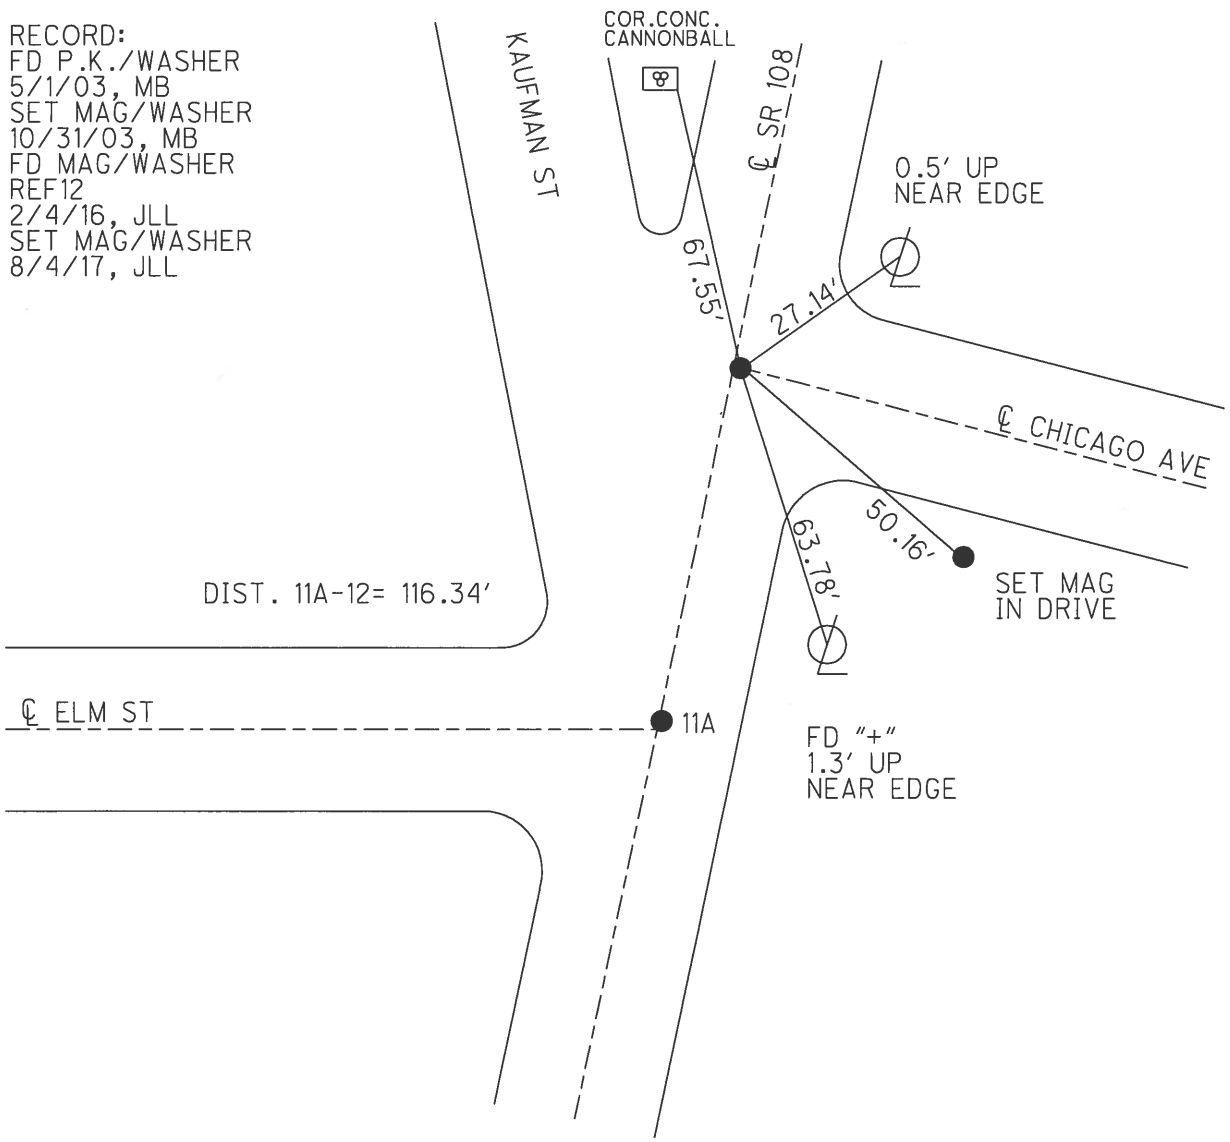 RECORD:
FD P.K./WASHER
5/1/03, MB
SET MAG/WASHER
10/31/03, MB
FD MAG/WASHER
REF12
2/4/16, JLL
SET MAG/WASHER
8/4/17, JLL
KAUFMAN ST
COR.CONC.
CANNONBALL
℄ SR 108
0.5' UP
NEAR EDGE
67.55'
27.14'
℄ CHICAGO AVE
50.16'
63.78'
SET MAG
IN DRIVE
DIST. 11A-12= 116.34'
℄ ELM ST
11A
FD "+"
1.3' UP
NEAR EDGE